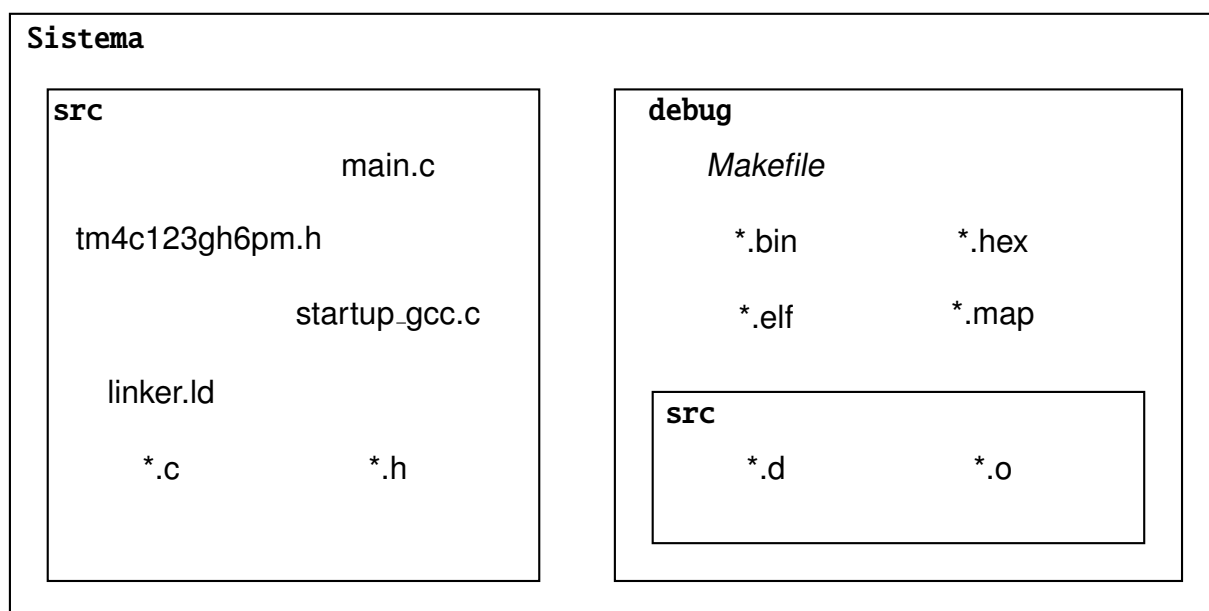 Sistema
src
main.c
tm4c123gh6pm.h
startup_gcc.c
linker.ld
*.c *.h
debug
Makefile
*.bin *.hex
*.elf *.map
src
*.d *.o